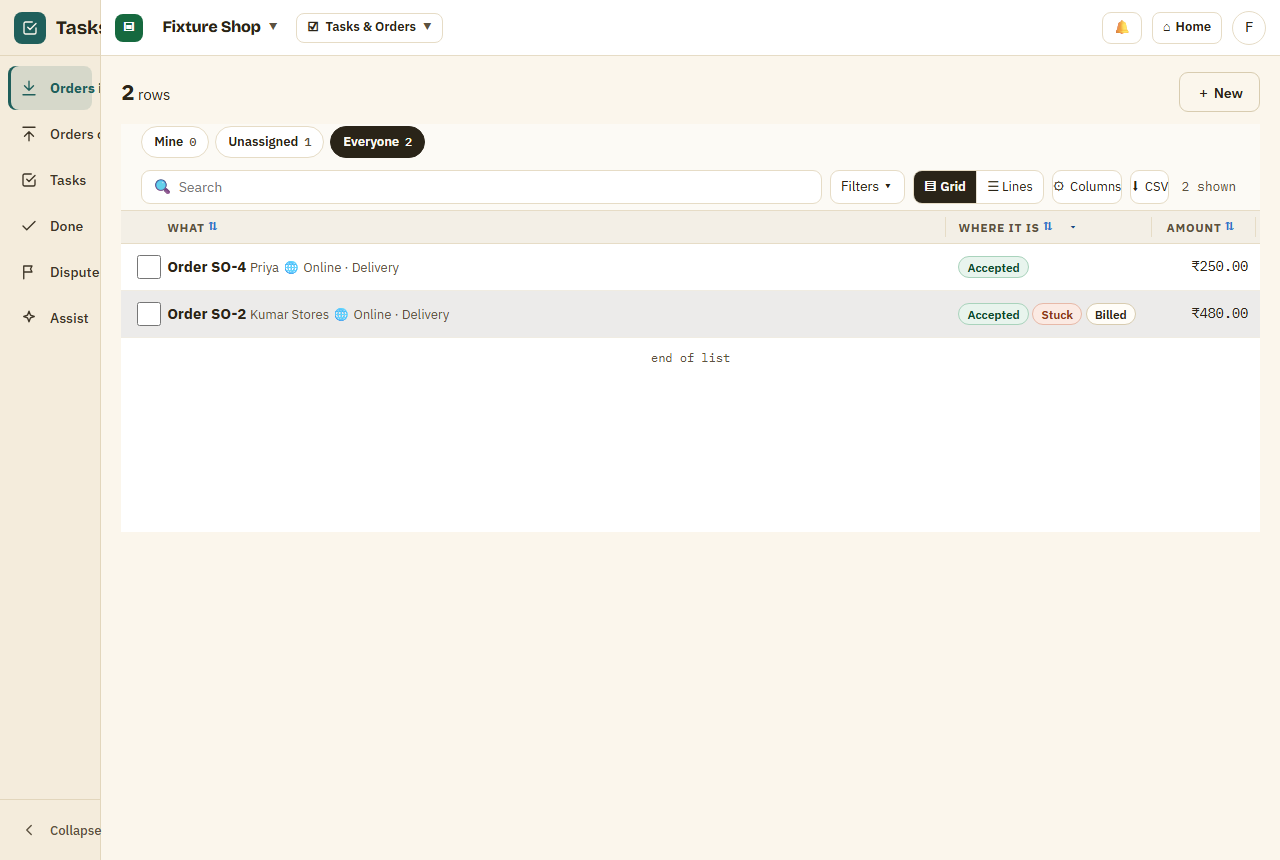 Tasks
Fixture Shop ▼
☑ Tasks & Orders ▼
⌂ Home
F
Orders i
Orders o
Tasks
Done
Dispute
Assist
Collapse
2 rows
+ New
Mine 0
Unassigned 1
Everyone 2
Search
Filters ▾
Grid
Lines
Columns
CSV
2 shown
WHAT
WHERE IT IS
AMOUNT
Order SO-4 Priya 🌐 Online · Delivery
Accepted
₹250.00
Order SO-2 Kumar Stores 🌐 Online · Delivery
Accepted Stuck Billed
₹480.00
end of list